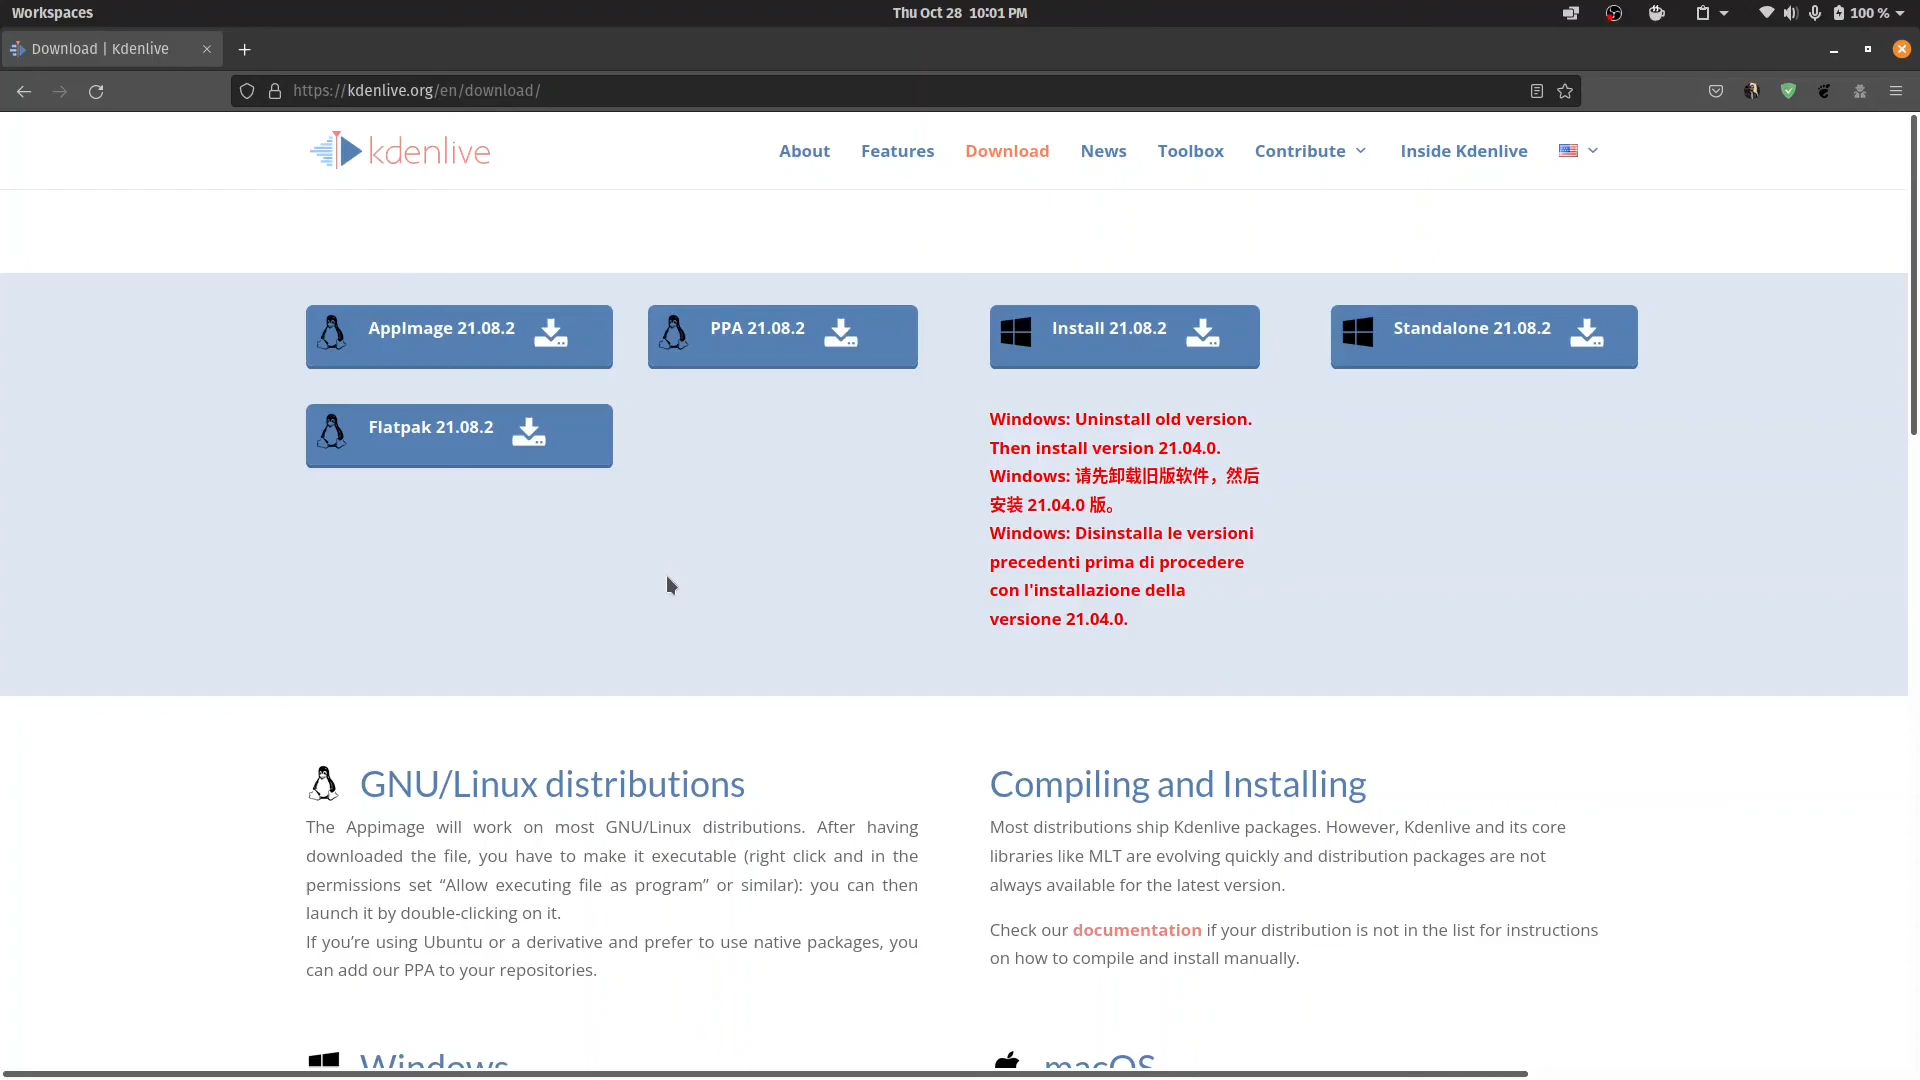 Workspaces
Thu Oct 28 10:01 PM
100 %
Download | Kdenlive
https://kdenlive.org/en/download/
kdenlive
About
Features
Download
News
Toolbox
Contribute
Inside Kdenlive
AppImage 21.08.2
PPA 21.08.2
Install 21.08.2
Standalone 21.08.2
Flatpak 21.08.2
Windows: Uninstall old version.
Then install version 21.04.0.
Windows: 请先卸载旧版软件，然后
安装 21.04.0 版。
Windows: Disinstalla le versioni
precedenti prima di procedere
con l'installazione della
versione 21.04.0.
GNU/Linux distributions
The Appimage will work on most GNU/Linux distributions. After having
downloaded the file, you have to make it executable (right click and in the
permissions set “Allow executing file as program” or similar): you can then
launch it by double-clicking on it.
If you’re using Ubuntu or a derivative and prefer to use native packages, you
can add our PPA to your repositories.
Compiling and Installing
Most distributions ship Kdenlive packages. However, Kdenlive and its core
libraries like MLT are evolving quickly and distribution packages are not
always available for the latest version.
Check our documentation if your distribution is not in the list for instructions
on how to compile and install manually.
Windows
macOS